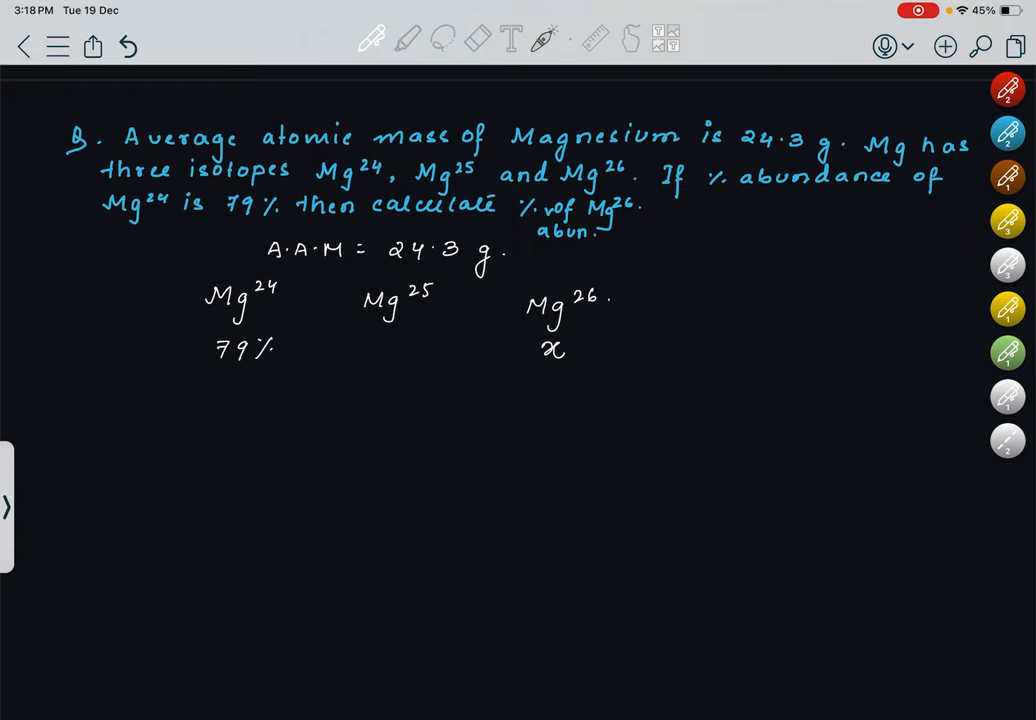 3:18 PM Tue 19 Dec
45%
Q. Average atomic mass of Magnesium is 24.3 g. Mg has
three isotopes Mg²⁴, Mg²⁵ and Mg²⁶. If % abundance of
Mg²⁴ is 79% then calculate % of Mg²⁶.
abun.
A.A.M = 24.3 g.
Mg²⁴ Mg²⁵ Mg²⁶.
79% x